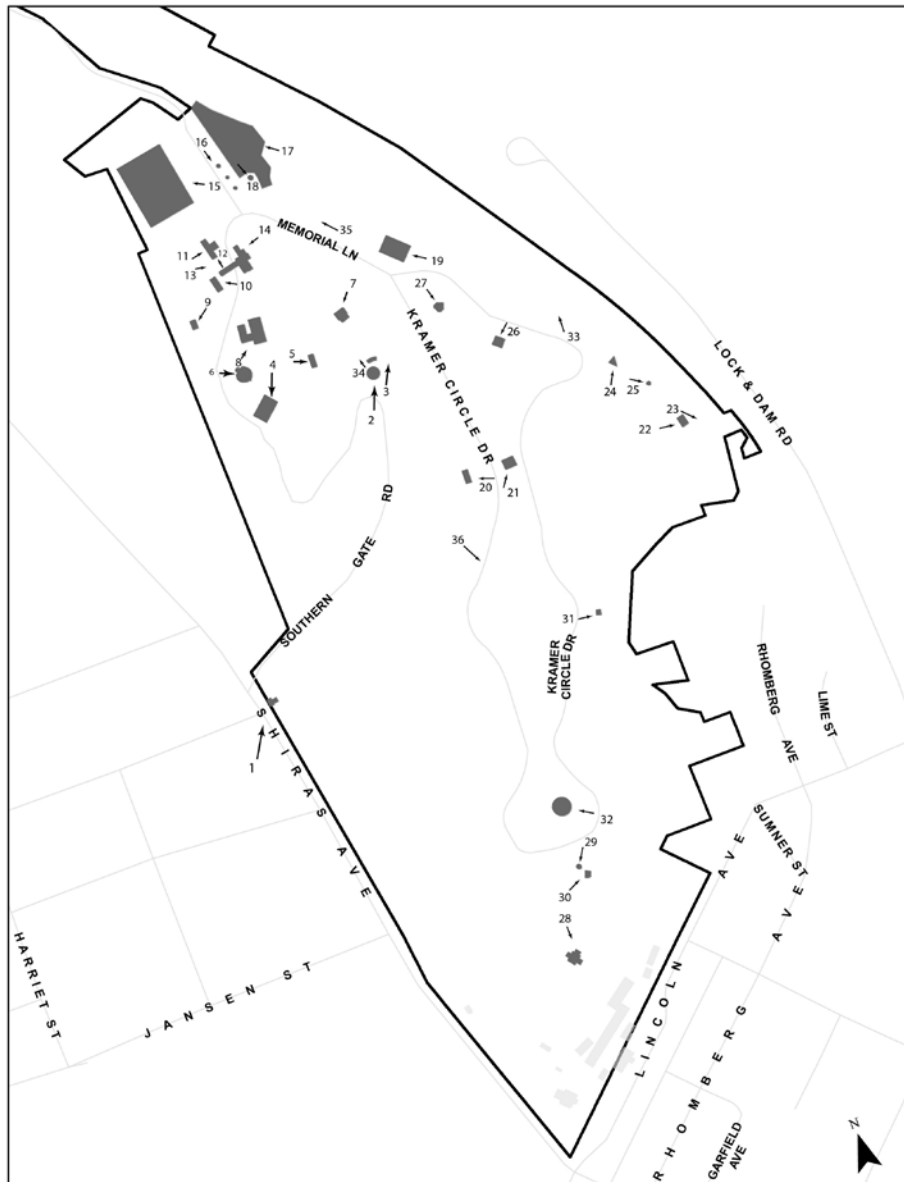 16
17
15
18
35
MEMORIAL LN
14
11
12
13
10
19
7
27
9
KRAMER CIRCLE DR
26
33
5
8
4
6
34
3
2
24
25
23
22
LOCK & DAM RD
20
21
RD
GATE
SOUTHERN
36
31
KRAMER
CIRCLE DR
RHOMBERG
AVE
LIME ST
1
SHIRAS AVE
32
29
30
28
SUMNER ST
LINCOLN AVE
RHOMBERG AVE
HARRIET ST
JANSEN ST
GARFIELD
AVE
N